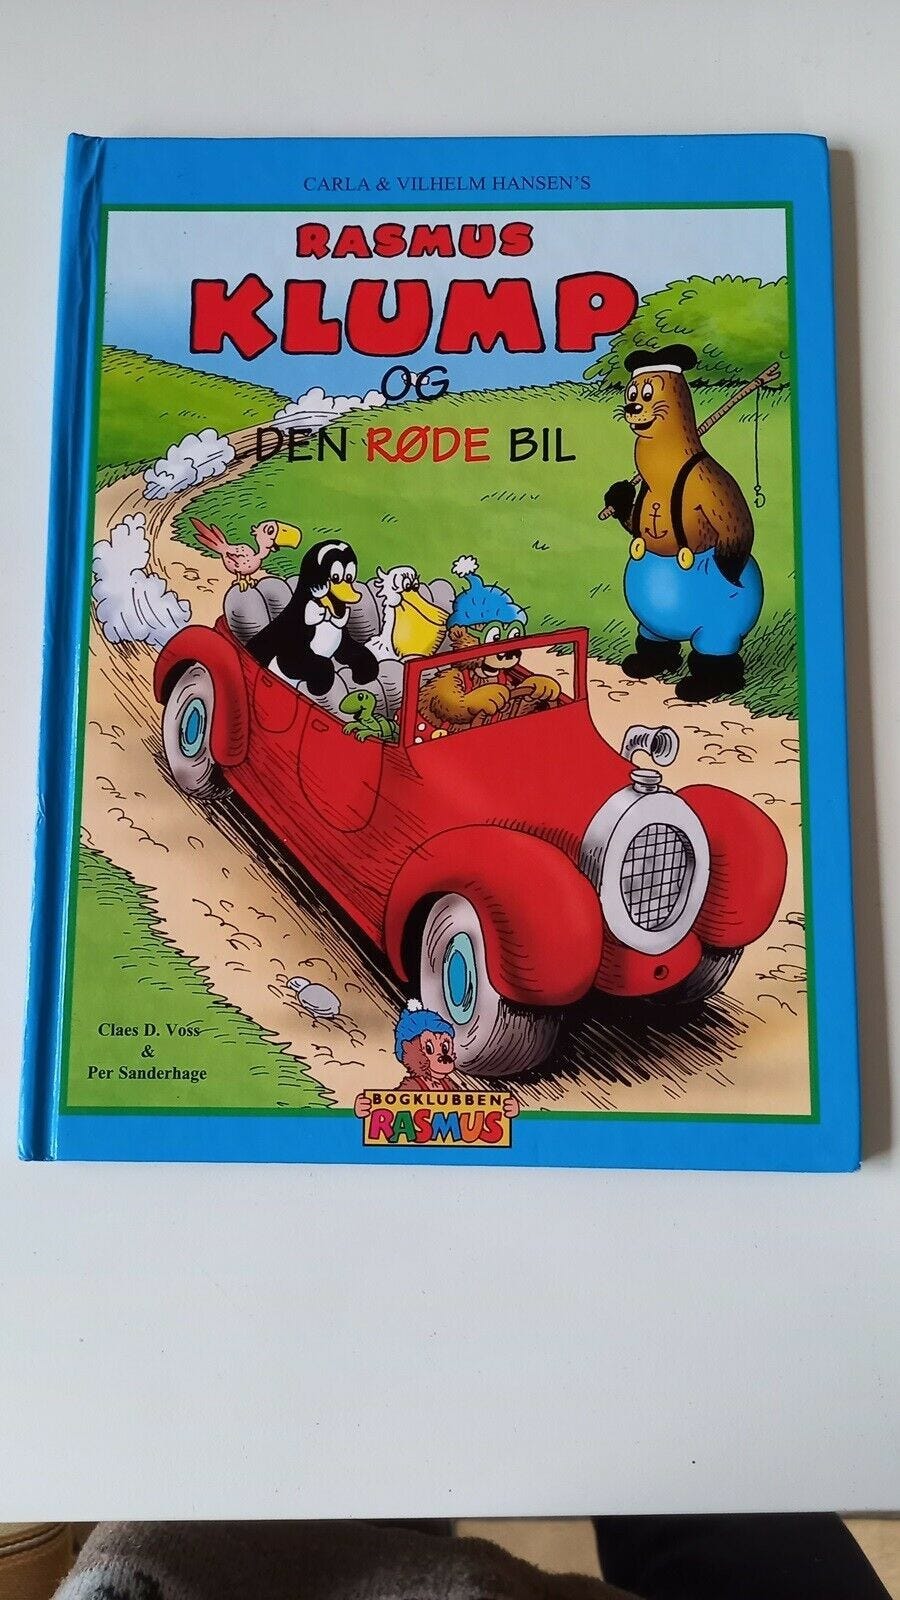 CARLA & VILHELM HANSEN'S
RASMUS
KLUMP
OG
DEN RØDE BIL
Claes D. Voss
&
Per Sanderhage
BOGKLUBBEN
RASMUS